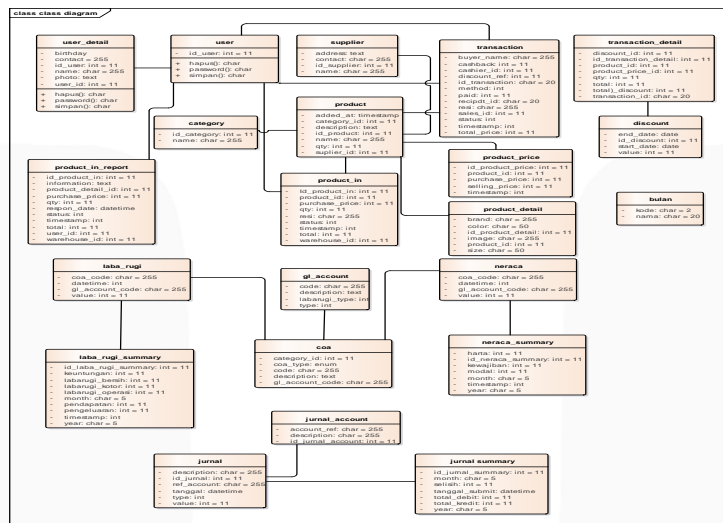 class class diagram
user_detail
- birthday
- contact = 255
- id_user: int = 11
- name: char = 255
- photo: text
- user_id: int = 11
+ hapus(): char
+ password(): char
+ simpan(): char
user
- id_user: int = 11
+ hapus(): char
+ password(): char
+ simpan(): char
supplier
- address: text
- contact: char = 255
- id_supplier: int = 11
- name: char = 255
transaction
- buyer_name: char = 255
- cashback: int = 11
- cashier_id: int = 11
- discount_ref: int = 11
- id_transaction: char = 20
- method: int
- paid: int = 11
- recipdt_id: char = 20
- resi: char = 255
- sales_id: int = 11
- status: int
- timestamp: int
- total_price: int = 11
transaction_detail
- discount_id: int = 11
- id_transaction_detail: int = 11
- product_id: int = 11
- product_price_id: int = 11
- qty: int = 11
- total: int = 11
- total_discount: int = 11
- transaction_id: char = 20
product
- added_at: timestamp
- category_id: int = 11
- description: text
- id_product: int = 11
- name: char = 255
- qty: int = 11
- suplier_id: int = 11
category
- id_category: int = 11
- name: char = 255
discount
- end_date: date
- id_discount: int = 11
- start_date: date
- value: int = 11
product_in_report
- id_product_in: int = 11
- information: text
- product_detail_id: int = 11
- purchase_price: int = 11
- qty: int = 11
- respon_date: datetime
- status: int
- timestamp: int
- total: int = 11
- user_id: int = 11
- warehouse_id: int = 11
product_in
- id_product_in: int = 11
- product_id: int = 11
- purchase_price: int = 11
- qty: int = 11
- resi: char = 255
- status: int
- timestamp: int
- total: int = 11
- warehouse_id: int = 11
product_price
- id_product_price: int = 11
- product_id: int = 11
- purchase_price: int = 11
- selling_price: int = 11
- timestamp: int
product_detail
- brand: char = 255
- color: char = 50
- id_product_detail: int = 11
- image: char = 255
- product_id: int = 11
- size: char = 50
bulan
- kode: char = 2
- nama: char = 20
laba_rugi
- coa_code: char = 255
- datetime: int
- gl_account_code: char = 255
- value: int = 11
gl_account
- code: char = 255
- description: text
- labarugi_type: int
- type: int
neraca
- coa_code: char = 255
- datetime: int
- gl_account_code: char = 255
- value: int = 11
laba_rugi_summary
- id_laba_rugi_summary: int = 11
- keuntungan: int = 11
- labarugi_bersih: int = 11
- labarugi_kotor: int = 11
- labarugi_operasi: int = 11
- month: char = 5
- pendapatan: int = 11
- pengeluaran: int = 11
- timestamp: int
- year: char = 5
coa
- category_id: int = 11
- coa_type: enum
- code: char = 255
- description: text
- gl_account_code: char = 255
neraca_summary
- harta: int = 11
- id_neraca_summary: int = 11
- kewajiban: int = 11
- modal: int = 11
- month: char = 5
- timestamp: int
- year: char = 5
jurnal_account
- account_ref: char = 255
- description: char = 255
- id_jurnal_account: int = 11
jurnal
- description: char = 255
- id_jurnal: int = 11
- ref_account: char = 255
- tanggal: datetime
- type: int
- value: int = 11
jurnal summary
- id_jurnal_summary: int = 11
- month: char = 5
- selisih: int = 11
- tanggal_submit: datetime
- total_debit: int = 11
- total_kredit: int = 11
- year: char = 5